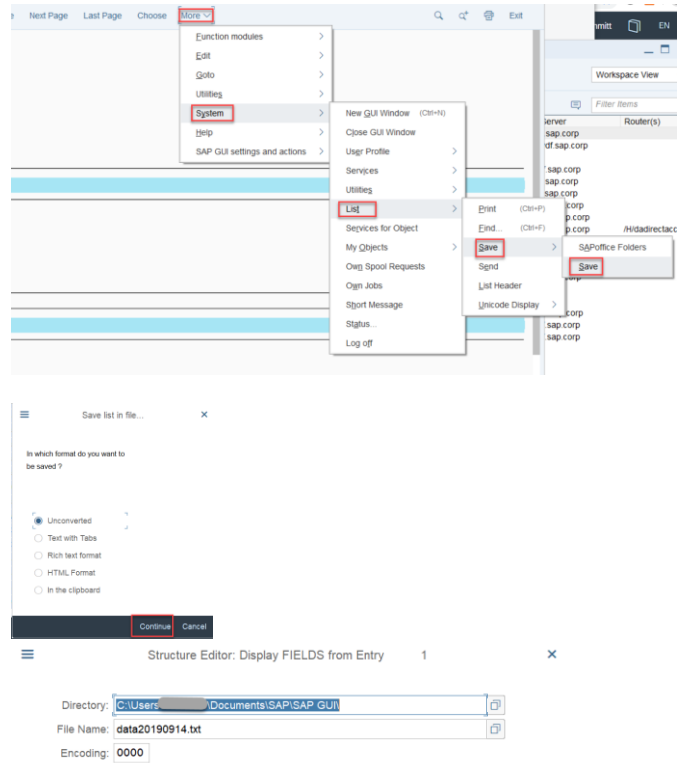 Next Page Last Page Choose More Exit
EN
Function modules
Edit
Goto
Utilities
System
Help
SAP GUI settings and actions
New GUI Window (Ctrl+N)
Close GUI Window
User Profile
Services
Utilities
List
Services for Object
My Objects
Own Spool Requests
Own Jobs
Short Message
Status...
Log off
Print (Ctrl+P)
Find... (Ctrl+F)
Save
Send
List Header
Unicode Display
SAPoffice Folders
Save
Workspace View
Filter Items
Router(s)
.sap.corp
sap.corp
sap.corp
sap.corp
.corp
p.corp
p.corp /H/dadirectacc
.corp
sap.corp
sap.corp
Save list in file...
In which format do you want to
be saved ?
Unconverted
Text with Tabs
Rich text format
HTML Format
In the clipboard
Continue Cancel
Structure Editor: Display FIELDS from Entry 1
Directory: C:\Users \Documents\SAP\SAP GUI\
File Name: data20190914.txt
Encoding: 0000